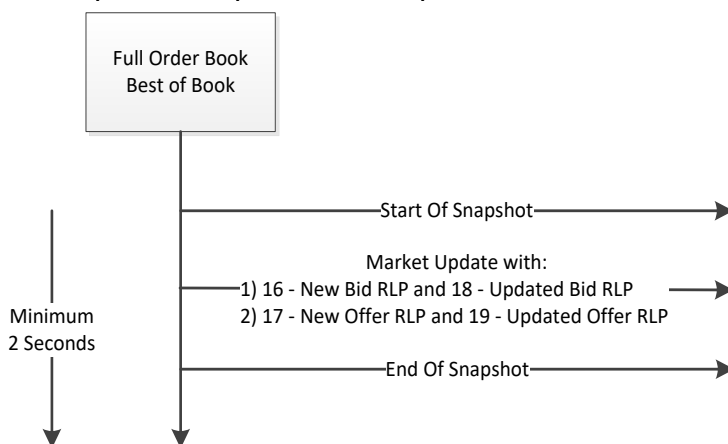 Full Order Book
Best of Book
Start Of Snapshot
Market Update with:
1) 16 - New Bid RLP and 18 - Updated Bid RLP
2) 17 - New Offer RLP and 19 - Updated Offer RLP
Minimum
2 Seconds
End Of Snapshot